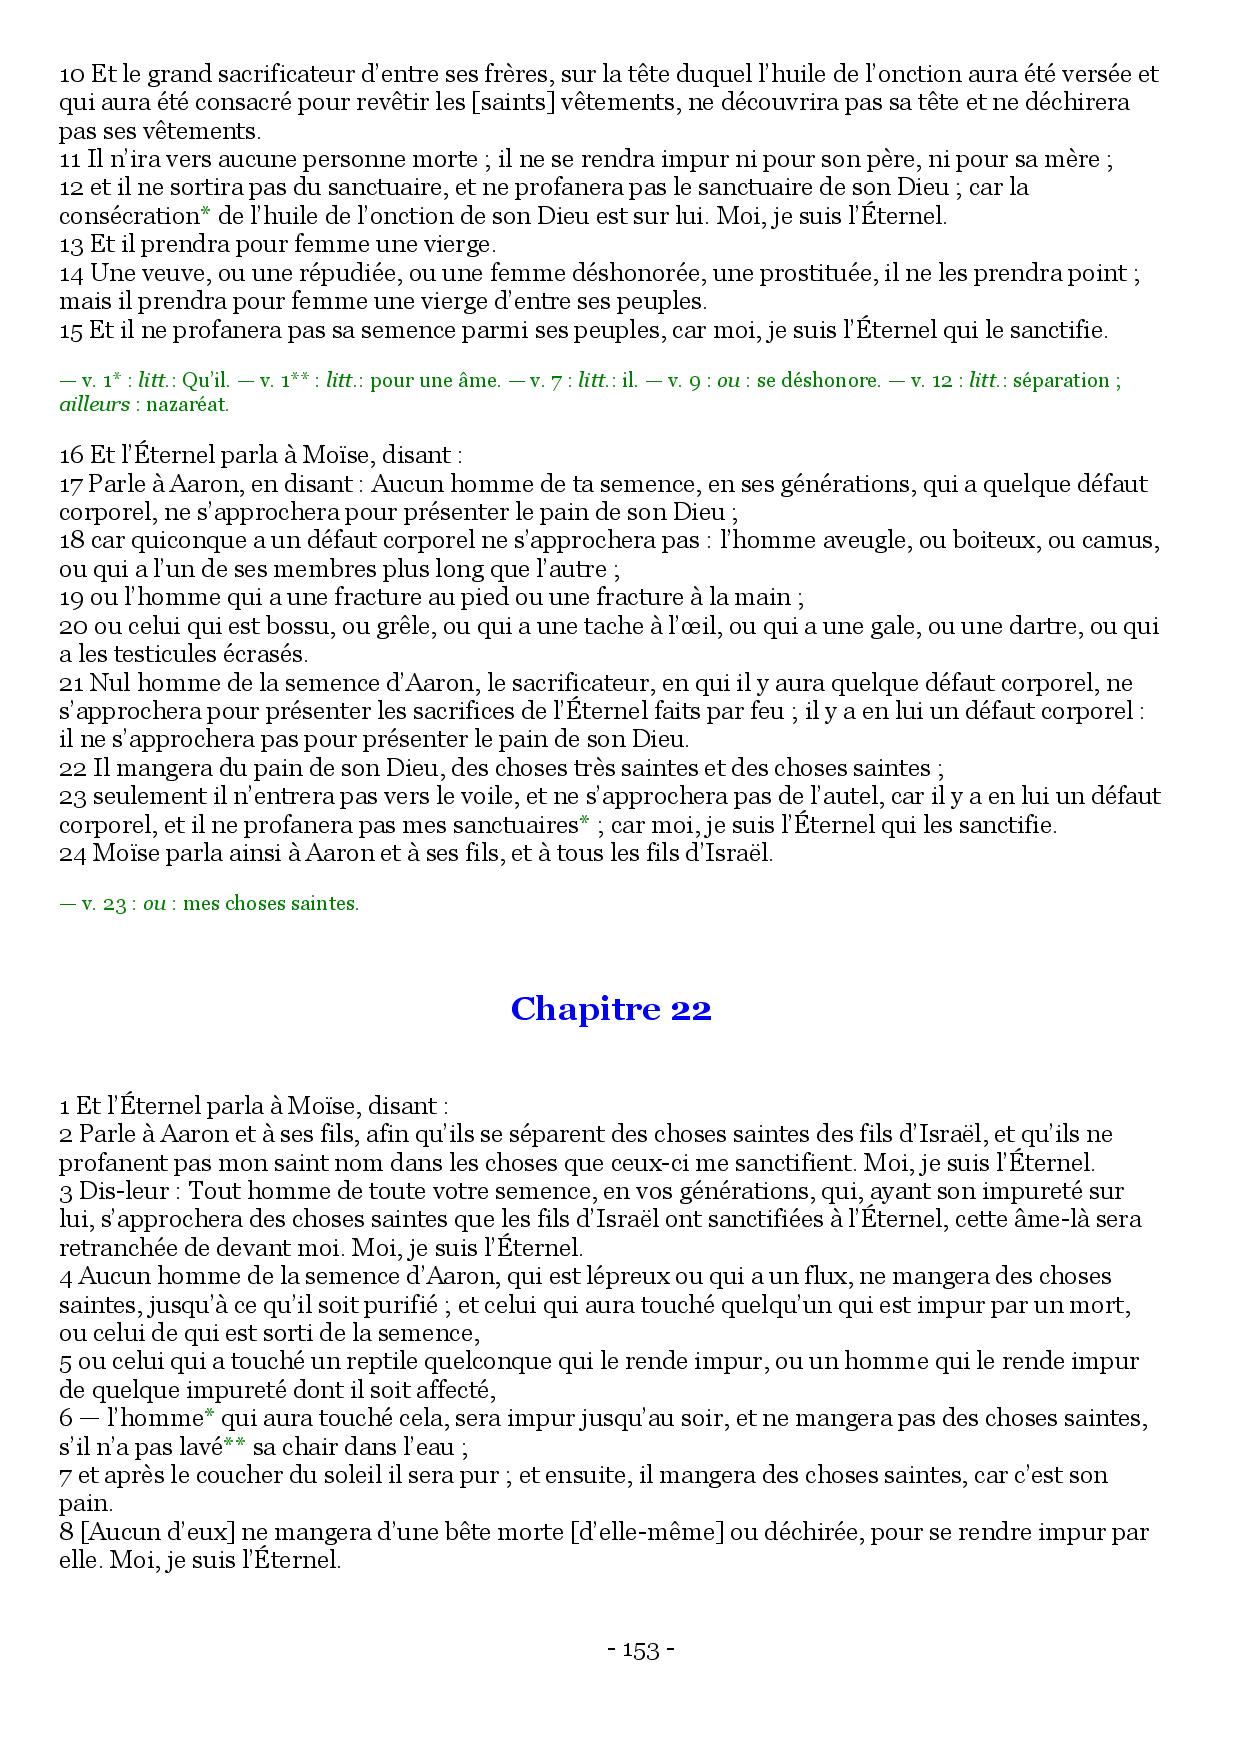 10 Et le grand sacrificateur d’entre ses frères, sur la tête duquel l’huile de l’onction aura été versée et
qui aura été consacré pour revêtir les [saints] vêtements, ne découvrira pas sa tête et ne déchirera
pas ses vêtements.
11 Il n’ira vers aucune personne morte ; il ne se rendra impur ni pour son père, ni pour sa mère ;
12 et il ne sortira pas du sanctuaire, et ne profanera pas le sanctuaire de son Dieu ; car la
consécration* de l’huile de l’onction de son Dieu est sur lui. Moi, je suis l’Éternel.
13 Et il prendra pour femme une vierge.
14 Une veuve, ou une répudiée, ou une femme déshonorée, une prostituée, il ne les prendra point ;
mais il prendra pour femme une vierge d’entre ses peuples.
15 Et il ne profanera pas sa semence parmi ses peuples, car moi, je suis l’Éternel qui le sanctifie.
— v. 1* : litt.: Qu’il. — v. 1** : litt.: pour une âme. — v. 7 : litt.: il. — v. 9 : ou : se déshonore. — v. 12 : litt.: séparation ;
ailleurs : nazaréat.
16 Et l’Éternel parla à Moïse, disant :
17 Parle à Aaron, en disant : Aucun homme de ta semence, en ses générations, qui a quelque défaut
corporel, ne s’approchera pour présenter le pain de son Dieu ;
18 car quiconque a un défaut corporel ne s’approchera pas : l’homme aveugle, ou boiteux, ou camus,
ou qui a l’un de ses membres plus long que l’autre ;
19 ou l’homme qui a une fracture au pied ou une fracture à la main ;
20 ou celui qui est bossu, ou grêle, ou qui a une tache à l’œil, ou qui a une gale, ou une dartre, ou qui
a les testicules écrasés.
21 Nul homme de la semence d’Aaron, le sacrificateur, en qui il y aura quelque défaut corporel, ne
s’approchera pour présenter les sacrifices de l’Éternel faits par feu ; il y a en lui un défaut corporel :
il ne s’approchera pas pour présenter le pain de son Dieu.
22 Il mangera du pain de son Dieu, des choses très saintes et des choses saintes ;
23 seulement il n’entrera pas vers le voile, et ne s’approchera pas de l’autel, car il y a en lui un défaut
corporel, et il ne profanera pas mes sanctuaires* ; car moi, je suis l’Éternel qui les sanctifie.
24 Moïse parla ainsi à Aaron et à ses fils, et à tous les fils d’Israël.
— v. 23 : ou : mes choses saintes.
Chapitre 22
1 Et l’Éternel parla à Moïse, disant :
2 Parle à Aaron et à ses fils, afin qu’ils se séparent des choses saintes des fils d’Israël, et qu’ils ne
profanent pas mon saint nom dans les choses que ceux-ci me sanctifient. Moi, je suis l’Éternel.
3 Dis-leur : Tout homme de toute votre semence, en vos générations, qui, ayant son impureté sur
lui, s’approchera des choses saintes que les fils d’Israël ont sanctifiées à l’Éternel, cette âme-là sera
retranchée de devant moi. Moi, je suis l’Éternel.
4 Aucun homme de la semence d’Aaron, qui est lépreux ou qui a un flux, ne mangera des choses
saintes, jusqu’à ce qu’il soit purifié ; et celui qui aura touché quelqu’un qui est impur par un mort,
ou celui de qui est sorti de la semence,
5 ou celui qui a touché un reptile quelconque qui le rende impur, ou un homme qui le rende impur
de quelque impureté dont il soit affecté,
6 — l’homme* qui aura touché cela, sera impur jusqu’au soir, et ne mangera pas des choses saintes,
s’il n’a pas lavé** sa chair dans l’eau ;
7 et après le coucher du soleil il sera pur ; et ensuite, il mangera des choses saintes, car c’est son
pain.
8 [Aucun d’eux] ne mangera d’une bête morte [d’elle-même] ou déchirée, pour se rendre impur par
elle. Moi, je suis l’Éternel.
- 153 -